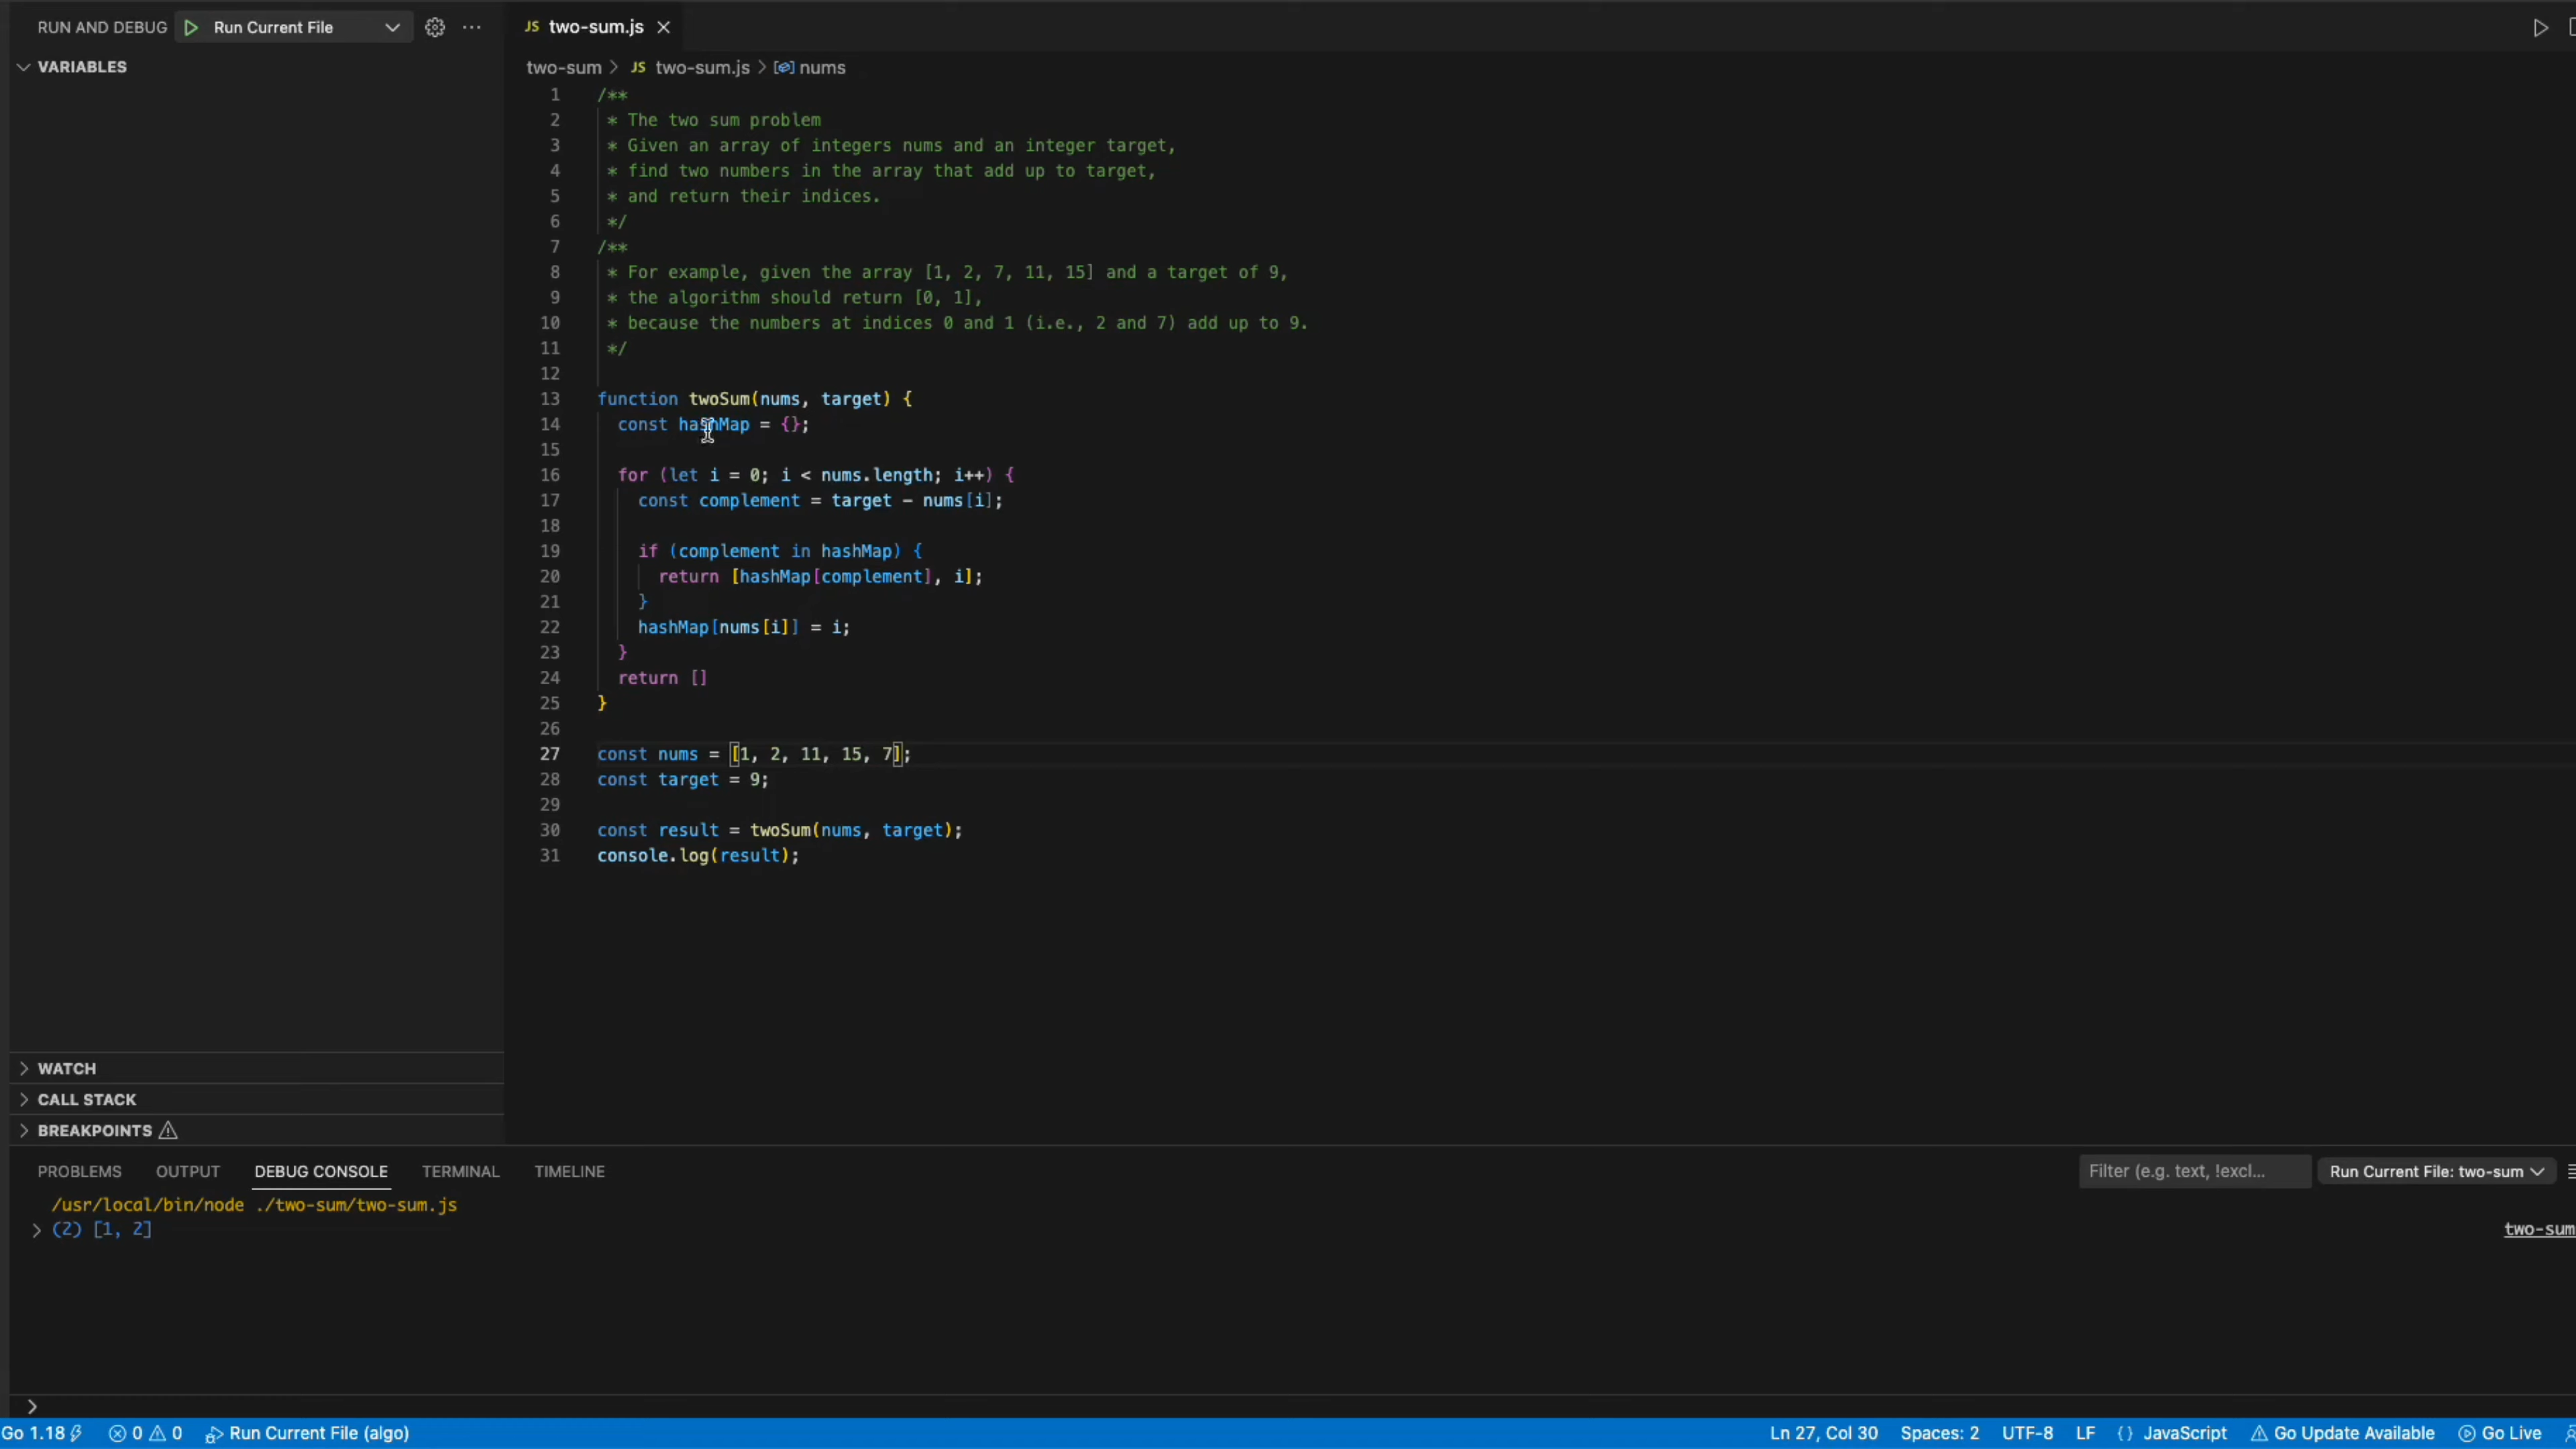 RUN AND DEBUG Run Current File
VARIABLES
WATCH
CALL STACK
BREAKPOINTS
JS two-sum.js
two-sum > JS two-sum.js > nums
1 /**
2 * The two sum problem
3 * Given an array of integers nums and an integer target,
4 * find two numbers in the array that add up to target,
5 * and return their indices.
6 */
7 /**
8 * For example, given the array [1, 2, 7, 11, 15] and a target of 9,
9 * the algorithm should return [0, 1],
10 * because the numbers at indices 0 and 1 (i.e., 2 and 7) add up to 9.
11 */
12
13 function twoSum(nums, target) {
14 const hashMap = {};
15
16 for (let i = 0; i < nums.length; i++) {
17 const complement = target - nums[i];
18
19 if (complement in hashMap) {
20 return [hashMap[complement], i];
21 }
22 hashMap[nums[i]] = i;
23 }
24 return []
25 }
26
27 const nums = [1, 2, 11, 15, 7];
28 const target = 9;
29
30 const result = twoSum(nums, target);
31 console.log(result);
PROBLEMS OUTPUT DEBUG CONSOLE TERMINAL TIMELINE Filter (e.g. text, !excl... Run Current File: two-sum
/usr/local/bin/node ./two-sum/two-sum.js
> (2) [1, 2] two-sum
>
Go 1.18 0 0 Run Current File (algo) Ln 27, Col 30 Spaces: 2 UTF-8 LF {} JavaScript Go Update Available Go Live